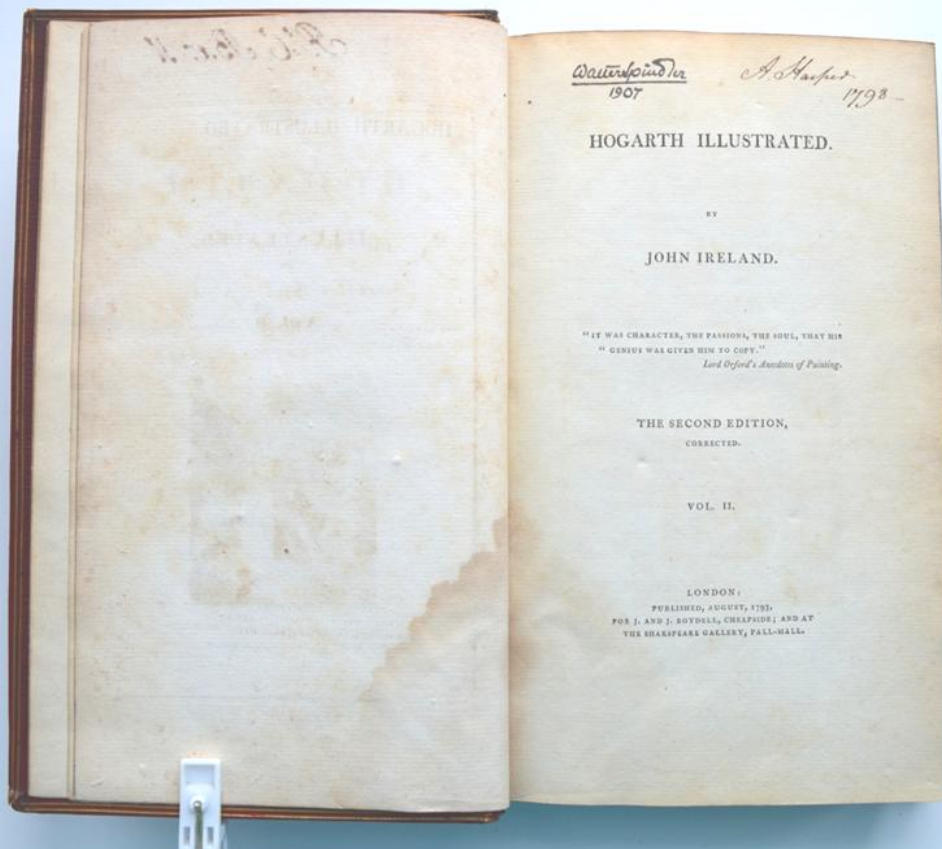 Walter Spindler
1907
A Harper
1798
HOGARTH ILLUSTRATED.
BY
JOHN IRELAND.
"IT WAS CHARACTER, THE PASSIONS, THE SOUL, THAT HIS
" GENIUS WAS GIVEN HIM TO COPY."
Lord Orford's Anecdotes of Painting.
THE SECOND EDITION,
CORRECTED.
VOL. II.
LONDON:
PUBLISHED, AUGUST, 1793,
FOR J. AND J. BOYDELL, CHEAPSIDE; AND AT
THE SHAKSPEARE GALLERY, PALL-MALL.